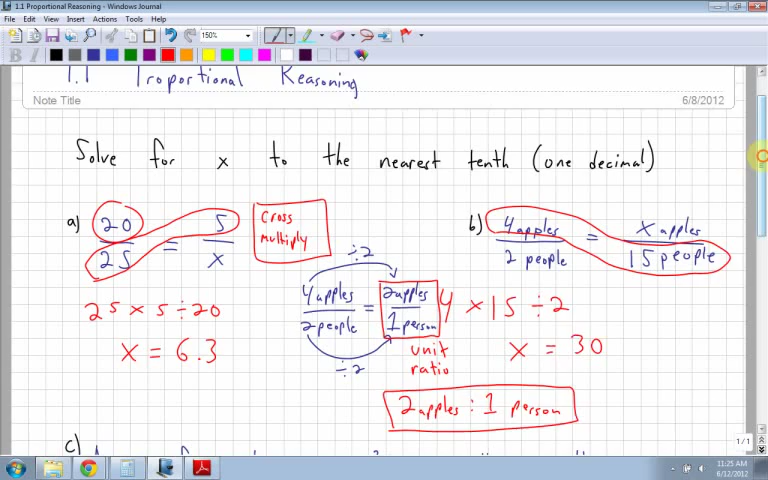 1.1 Proportional Reasoning - Windows Journal
File Edit View Insert Actions Tools Help
150%
B I
1.1 Proportional Reasoning
Note Title
6/8/2012
Solve for x to the nearest tenth (one decimal)
a) 20/25 = 5/x
Cross
multiply
25 x 5 ÷ 20
x = 6.3
÷2
4 apples/2 people = 2 apples/1 person
÷2
unit
ratio
b) 4 apples/2 people = x apples/15 people
4 x 15 ÷ 2
x = 30
2 apples : 1 person
c)
1/1
11:25 AM
6/12/2012